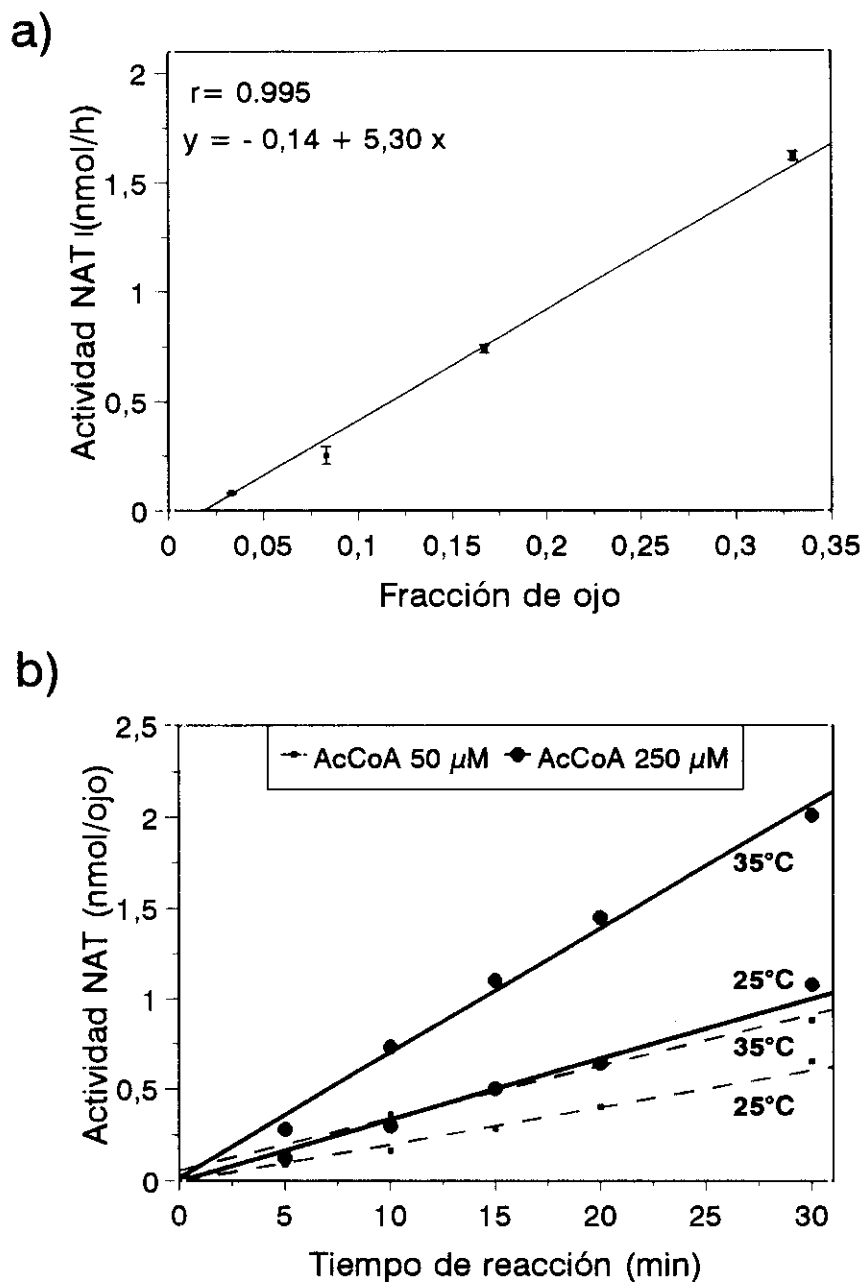 a)
r= 0.995
y = - 0,14 + 5,30 x
Actividad NAT (nmol/h)
2
1,5
1
0,5
0
0 0,05 0,1 0,15 0,2 0,25 0,3 0,35
Fracción de ojo
b)
AcCoA 50 µM AcCoA 250 µM
Actividad NAT (nmol/ojo)
2,5
2
1,5
1
0,5
0
35°C
25°C
35°C
25°C
0 5 10 15 20 25 30
Tiempo de reacción (min)